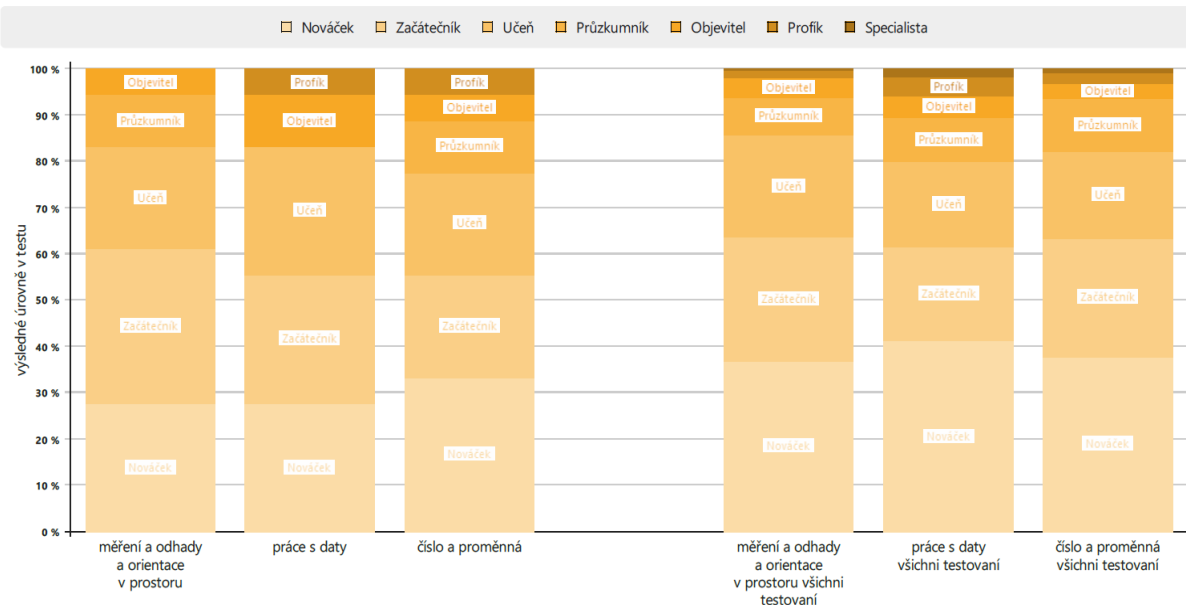 Nováček Začátečník Učeň Průzkumník Objevitel Profík Specialista
výsledné úrovně v testu
100 %
90 %
80 %
70 %
60 %
50 %
40 %
30 %
20 %
10 %
0 %
Objevitel
Průzkumník
Učeň
Začátečník
Nováček
Profík
Objevitel
Učeň
Začátečník
Nováček
Profík
Objevitel
Průzkumník
Učeň
Začátečník
Nováček
Objevitel
Průzkumník
Učeň
Začátečník
Nováček
Profík
Objevitel
Průzkumník
Učeň
Začátečník
Nováček
Objevitel
Průzkumník
Učeň
Začátečník
Nováček
měření a odhady
a orientace
v prostoru
práce s daty
číslo a proměnná
měření a odhady
a orientace
v prostoru všichni
testovaní
práce s daty
všichni testovaní
číslo a proměnná
všichni testovaní